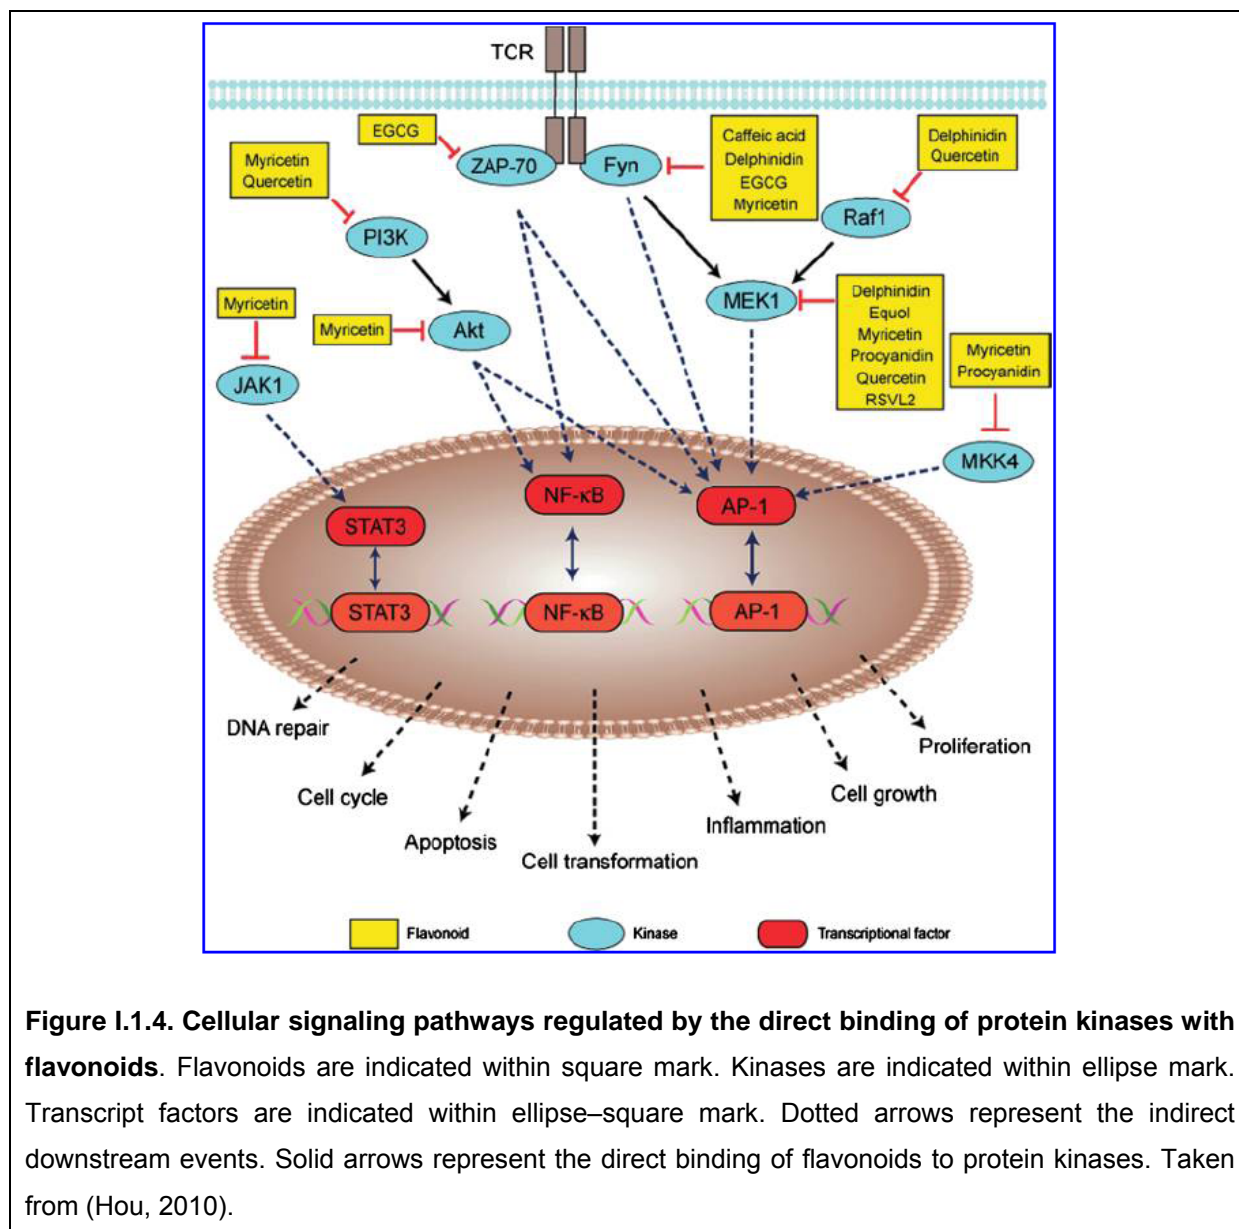 TCR
EGCG
ZAP-70
Fyn
Caffeic acid
Delphinidin
EGCG
Myricetin
Delphinidin
Quercetin
Myricetin
Quercetin
Raf1
PI3K
MEK1
Delphinidin
Equol
Myricetin
Procyanidin
Quercetin
RSVL2
Myricetin
Myricetin
Akt
Myricetin
Procyanidin
JAK1
MKK4
STAT3
NF-κB
AP-1
STAT3
NF-κB
AP-1
DNA repair
Cell cycle
Apoptosis
Cell transformation
Inflammation
Cell growth
Proliferation
Flavonoid
Kinase
Transcriptional factor
Figure I.1.4. Cellular signaling pathways regulated by the direct binding of protein kinases with
flavonoids. Flavonoids are indicated within square mark. Kinases are indicated within ellipse mark.
Transcript factors are indicated within ellipse–square mark. Dotted arrows represent the indirect
downstream events. Solid arrows represent the direct binding of flavonoids to protein kinases. Taken
from (Hou, 2010).